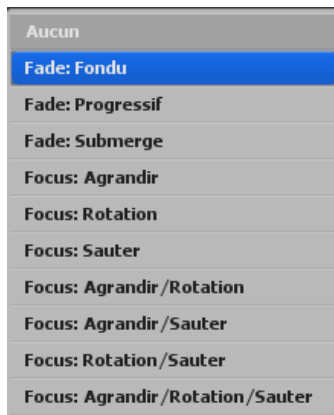 Aucun
Fade: Fondu
Fade: Progressif
Fade: Submerge
Focus: Agrandir
Focus: Rotation
Focus: Sauter
Focus: Agrandir/Rotation
Focus: Agrandir/Sauter
Focus: Rotation/Sauter
Focus: Agrandir/Rotation/Sauter